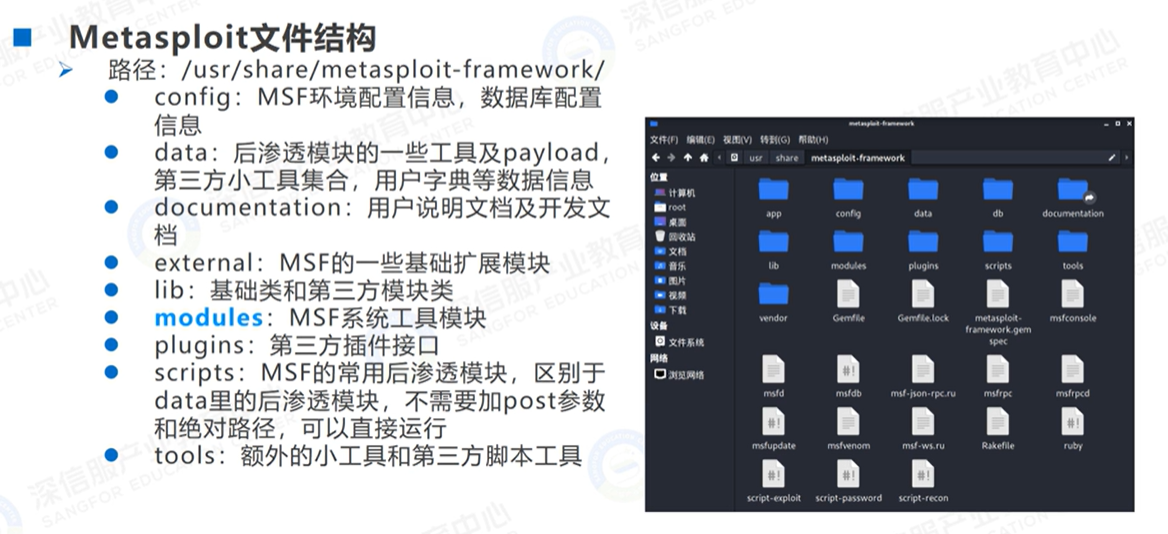 Metasploit文件结构
路径：/usr/share/metasploit-framework/
config：MSF环境配置信息，数据库配置
信息
data：后渗透模块的一些工具及payload，
第三方小工具集合，用户字典等数据信息
documentation：用户说明文档及开发文
档
external：MSF的一些基础扩展模块
lib：基础类和第三方模块类
modules：MSF系统工具模块
plugins：第三方插件接口
scripts：MSF的常用后渗透模块，区别于
data里的后渗透模块，不需要加post参数
和绝对路径，可以直接运行
tools：额外的小工具和第三方脚本工具
metasploit-framework
文件(F) 编辑(E) 视图(V) 转到(G) 帮助(H)
usr share metasploit-framework
位置
计算机
root
桌面
回收站
文档
音乐
图片
视频
下载
设备
文件系统
网络
浏览网络
app config data db documentation
lib modules plugins scripts tools
vendor Gemfile Gemfile.lock metasploit-
framework.gem
spec msfconsole
msfd msfdb msf-json-rpc.ru msfrpc msfrpcd
msfupdate msfvenom msf-ws.ru Rakefile ruby
script-exploit script-password script-recon
深信服产业教育中心
SANGFOR EDUCATION CENTER